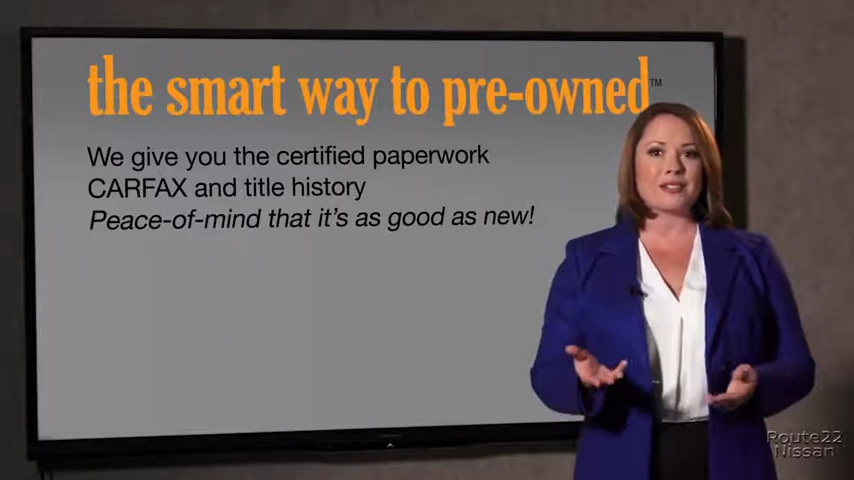 the smart way to pre-owned™
We give you the certified paperwork
CARFAX and title history
Peace-of-mind that it's as good as new!
Route22
Nissan